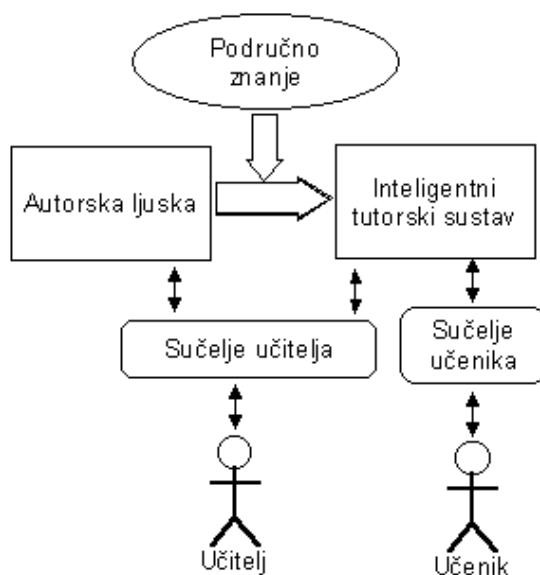 Područno
znanje
Autorska ljuska
Inteligentni
tutorski sustav
Sučelje učitelja
Sučelje
učenika
Učitelj
Učenik